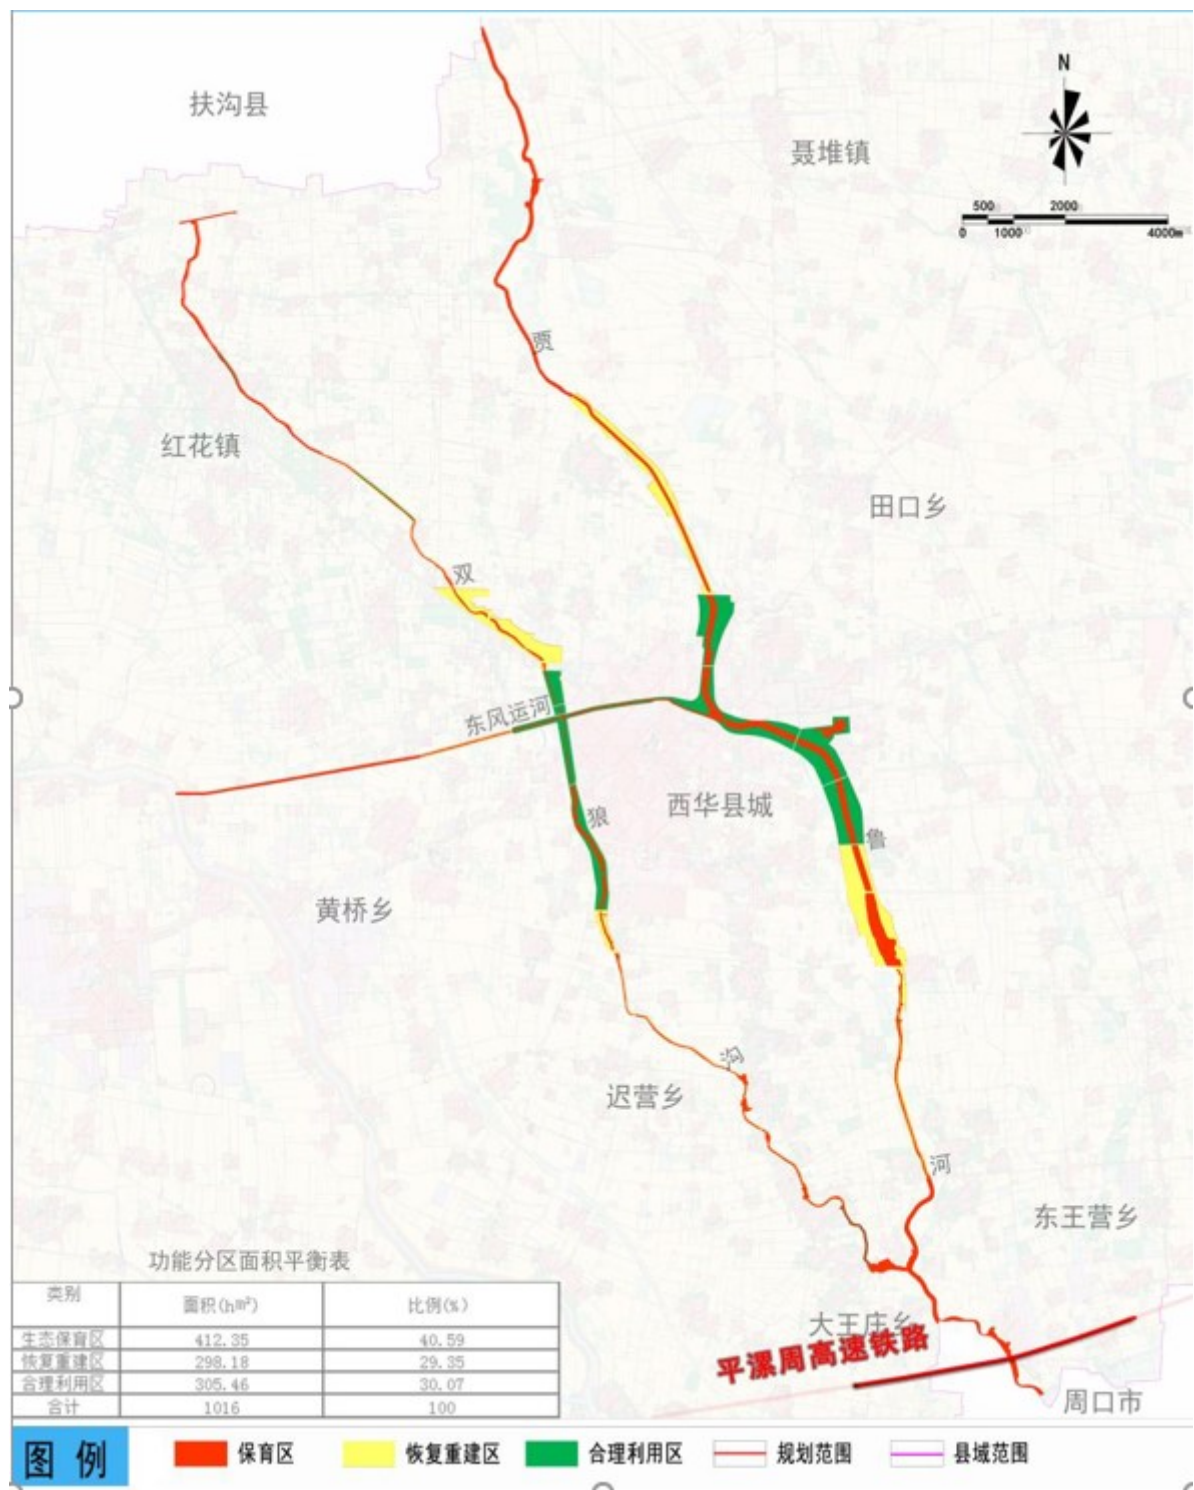 N
扶沟县
聂堆镇
500 2000
0 1000 4000m
贾
红花镇
田口乡
双
东风运河
西华县城
狼
鲁
黄桥乡
沟
迟营乡
河
东王营乡
大王庄乡
平漯周高速铁路
周口市
功能分区面积平衡表
类别 面积(hm²) 比例(%)
生态保育区 412.35 40.59
恢复重建区 298.18 29.35
合理利用区 305.46 30.07
合计 1016 100
图 例 保育区 恢复重建区 合理利用区 规划范围 县域范围